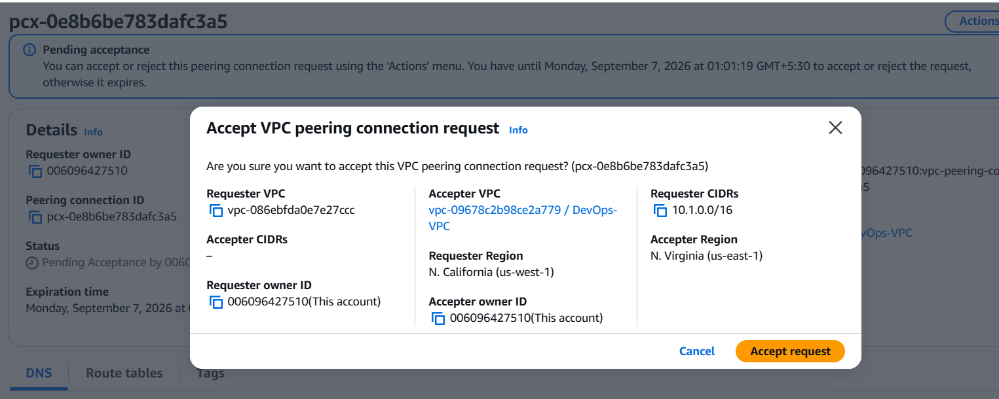 pcx-0e8b6be783dafc3a5
Actions
Pending acceptance
You can accept or reject this peering connection request using the 'Actions' menu. You have until Monday, September 7, 2026 at 01:01:19 GMT+5:30 to accept or reject the request,
otherwise it expires.
Details Info
Requester owner ID
006096427510
Peering connection ID
pcx-0e8b6be783dafc3a5
Status
Pending Acceptance by 0060
Expiration time
Monday, September 7, 2026 at
096427510:vpc-peering-co
a5
vOps-VPC
Accept VPC peering connection request Info
Are you sure you want to accept this VPC peering connection request? (pcx-0e8b6be783dafc3a5)
Requester VPC
vpc-086ebfda0e7e27ccc
Accepter CIDRs
–
Requester owner ID
006096427510(This account)
Accepter VPC
vpc-09678c2b98ce2a779 / DevOps-
VPC
Requester Region
N. California (us-west-1)
Accepter owner ID
006096427510(This account)
Requester CIDRs
10.1.0.0/16
Accepter Region
N. Virginia (us-east-1)
Cancel
Accept request
DNS
Route tables
Tags